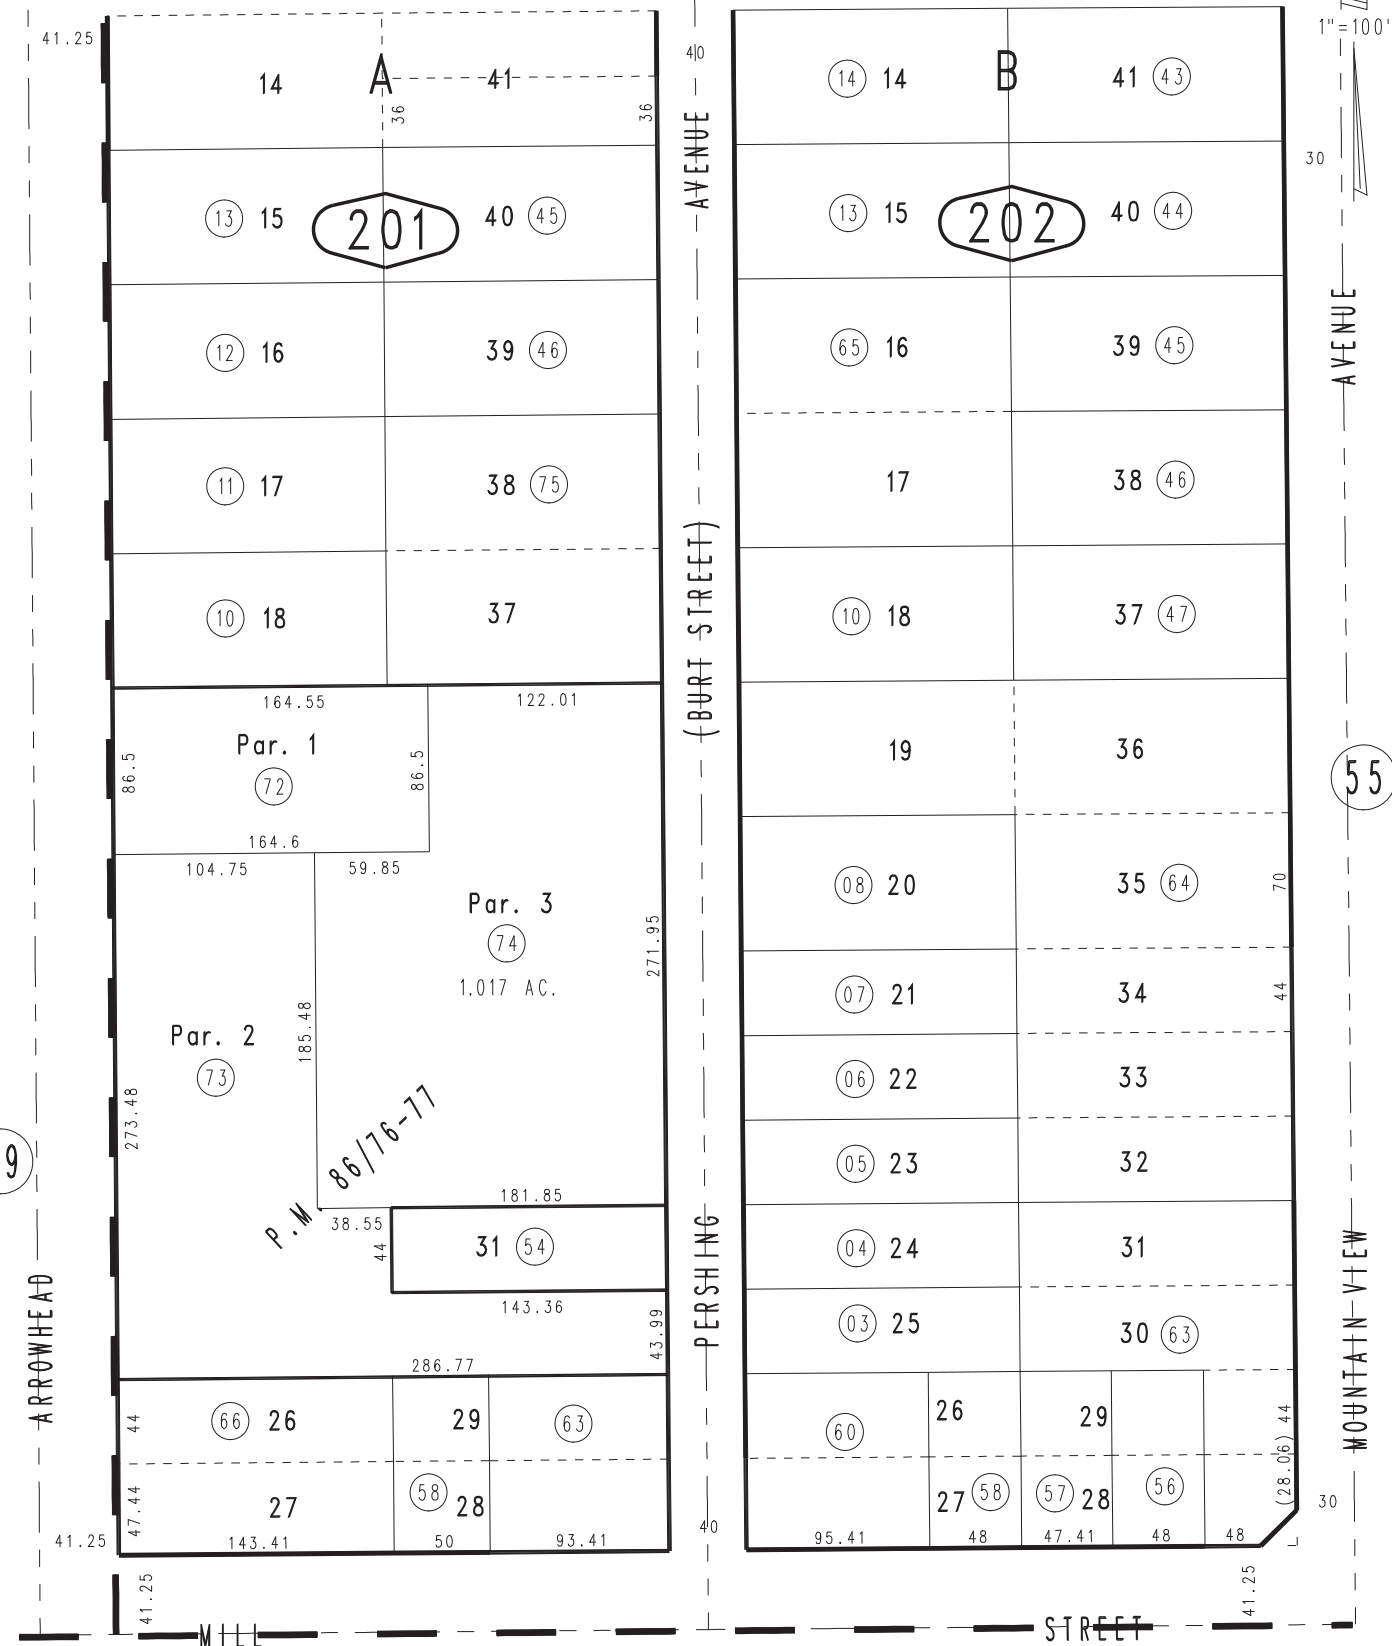 1"=100'
41.25
40
14 A 41
14 14 B 41 43
36
36
AVENUE
30
13 15 201 40 45
13 15 202 40 44
12 16 39 46
65 16 39 45
AVENUE
11 17 38 75
17 38 46
(BURT STREET)
10 18 37
10 18 37 47
164.55 122.01
Par. 1
72
86.5
86.5
19 36
55
164.6
104.75 59.85
08 20 35 64
70
Par. 3
74
1.017 AC.
271.95
07 21 34
44
185.48
Par. 2
73
273.48
06 22 33
P.M. 86/76-77
9
05 23 32
181.85
38.55
44
31 54
04 24 31
143.36
43.99
03 25 30 63
PERSHING
ARROWHEAD
MOUNTAIN VIEW
286.77
44
66 26 29 63
60 26 29
44
(28.06)
47.44
27 58 28
27 58 57 28 56
30
41.25
143.41 50 93.41
40
95.41 48 47.41 48 48
41.25
41.25
MILL STREET